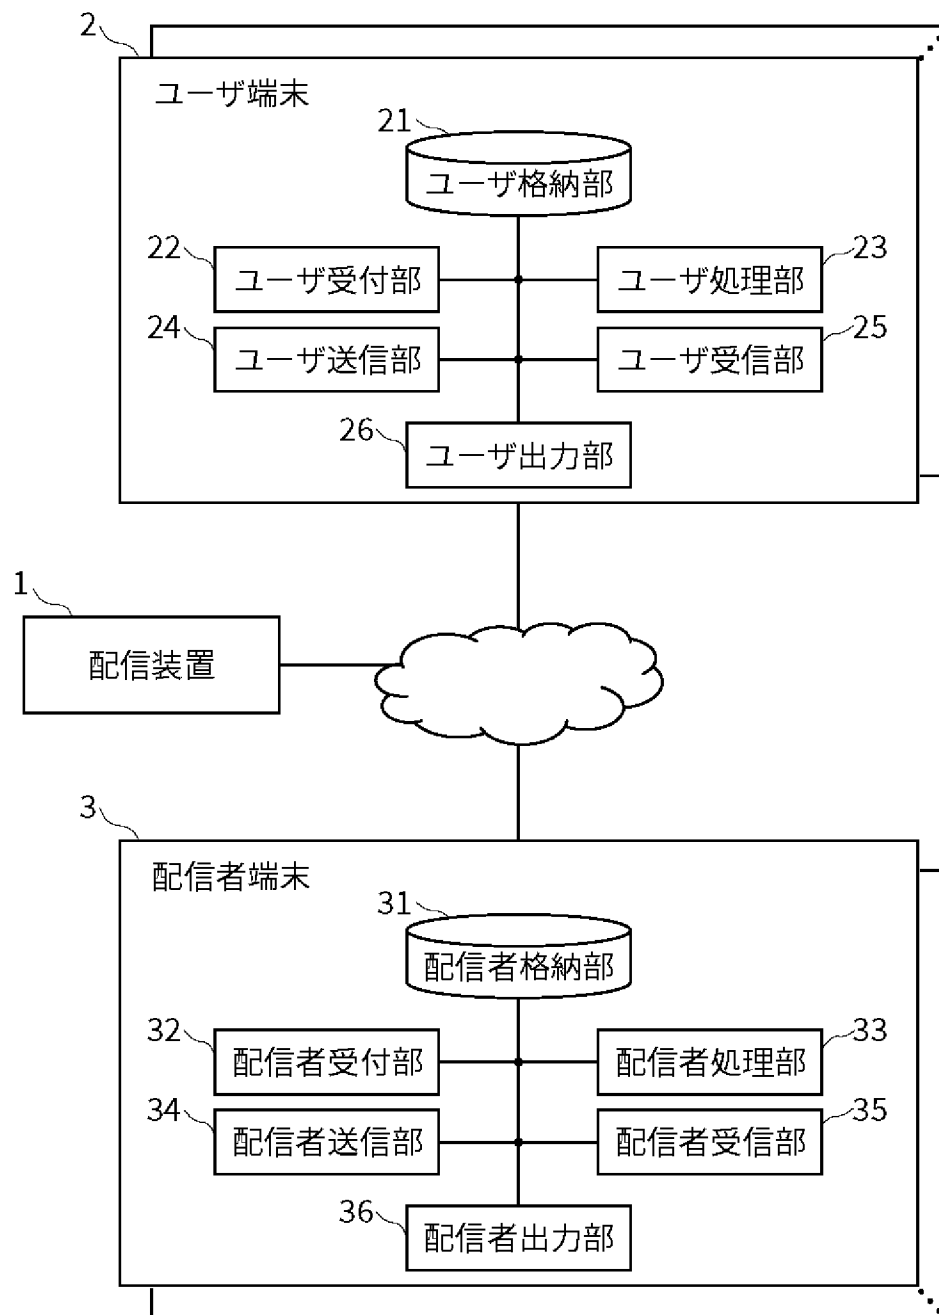 2
ユーザ端末
21
ユーザ格納部
22
ユーザ受付部
23
ユーザ処理部
24
ユーザ送信部
25
ユーザ受信部
26
ユーザ出力部
1
配信装置
3
配信者端末
31
配信者格納部
32
配信者受付部
33
配信者処理部
34
配信者送信部
35
配信者受信部
36
配信者出力部